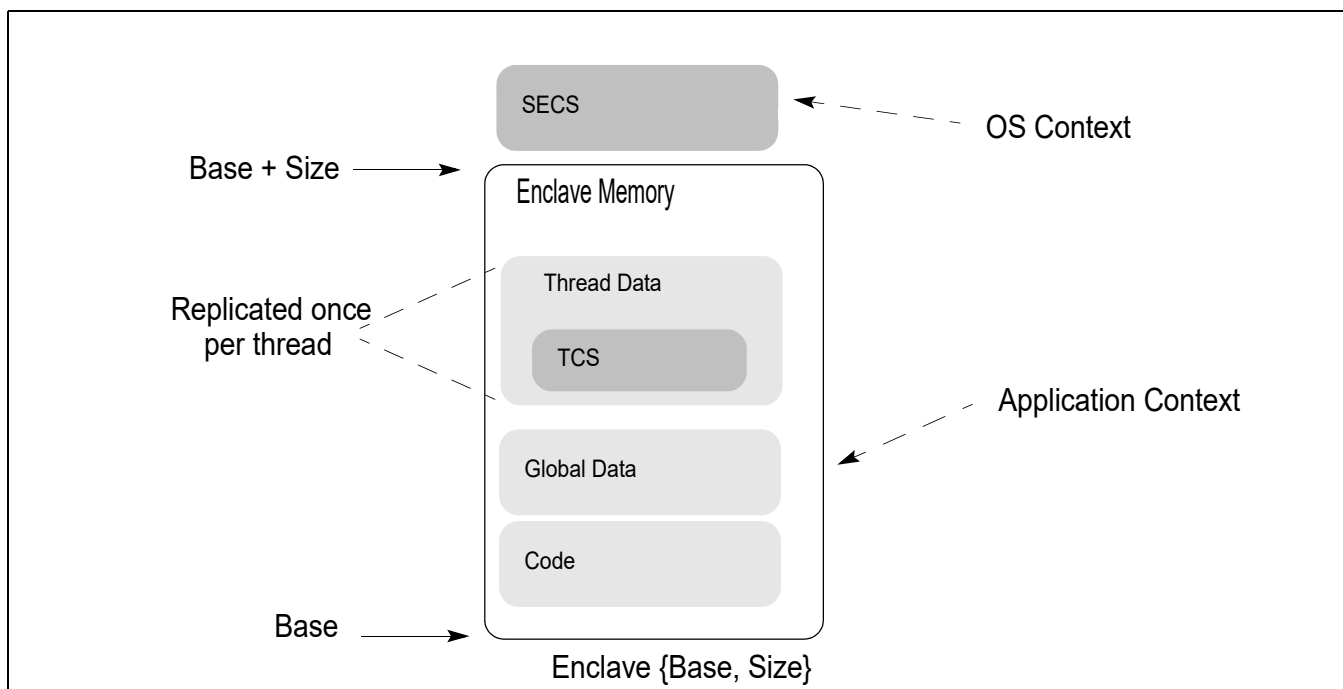 SECS
OS Context
Base + Size
Enclave Memory
Thread Data
Replicated once
per thread
TCS
Application Context
Global Data
Code
Base
Enclave {Base, Size}